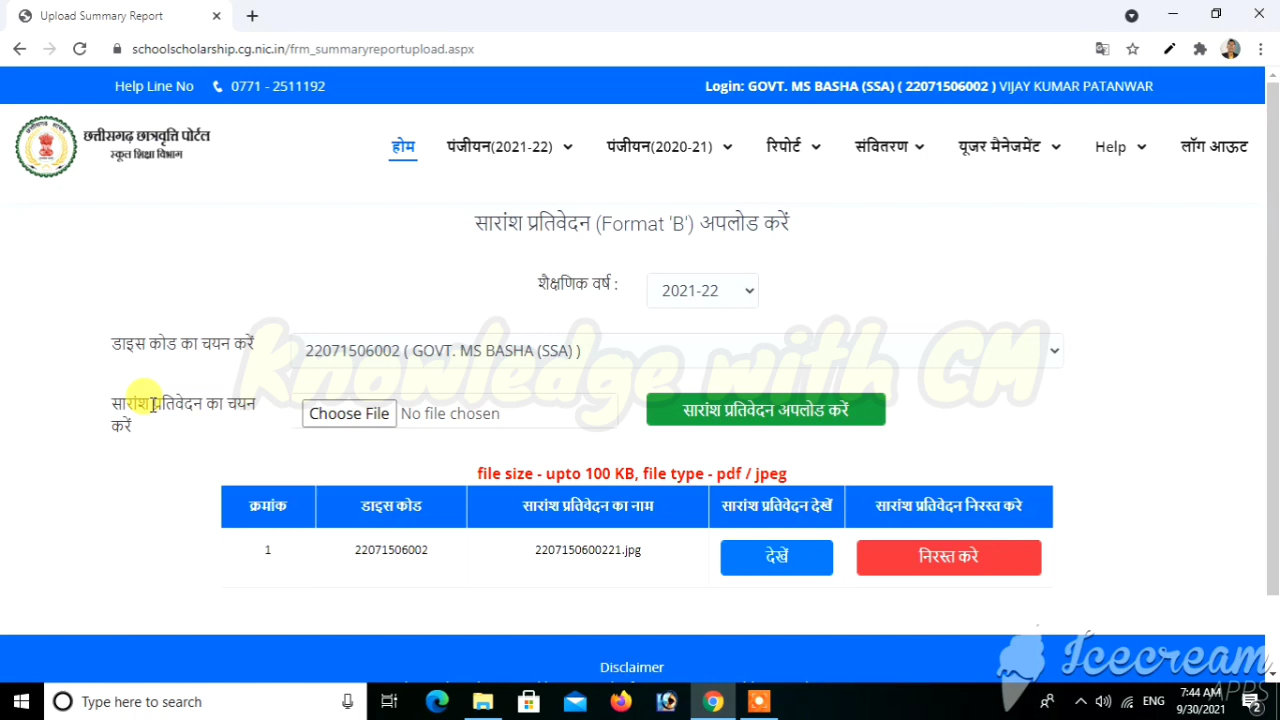 Upload Summary Report
schoolscholarship.cg.nic.in/frm_summaryreportupload.aspx
Help Line No 0771 - 2511192 Login: GOVT. MS BASHA (SSA) ( 22071506002 ) VIJAY KUMAR PATANWAR
छत्तीसगढ़ छात्रवृत्ति पोर्टल
स्कूल शिक्षा विभाग
होम पंजीयन(2021-22) पंजीयन(2020-21) रिपोर्ट संवितरण यूजर मैनेजमेंट Help लॉग आऊट
सारांश प्रतिवेदन (Format 'B') अपलोड करें
शैक्षणिक वर्ष : 2021-22
डाइस कोड का चयन करें 22071506002 ( GOVT. MS BASHA (SSA) )
Knowledge with CM
सारांश प्रतिवेदन का चयन करें Choose File No file chosen सारांश प्रतिवेदन अपलोड करें
file size - upto 100 KB, file type - pdf / jpeg
क्रमांक डाइस कोड सारांश प्रतिवेदन का नाम सारांश प्रतिवेदन देखें सारांश प्रतिवेदन निरस्त करे
1 22071506002 2207150600221.jpg देखें निरस्त करे
Disclaimer
Icecream
APPS
Type here to search ENG 7:44 AM
9/30/2021 2